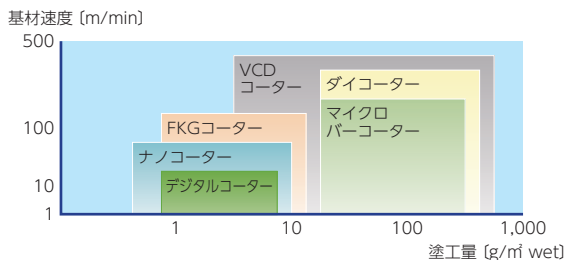 基材速度〔m/min〕
500
VCD
コーター
ダイコーター
マイクロ
バーコーター
100
FKGコーター
ナノコーター
10
デジタルコーター
1
1
10
100
1,000
塗工量〔g/㎡ wet〕